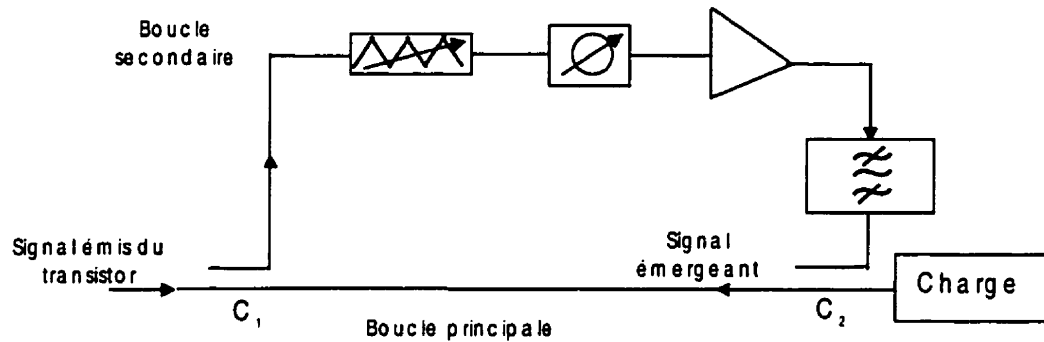 Boucle
secondaire
Signal émis du
transistor
Signal
émergeant
Charge
C₁
C₂
Boucle principale